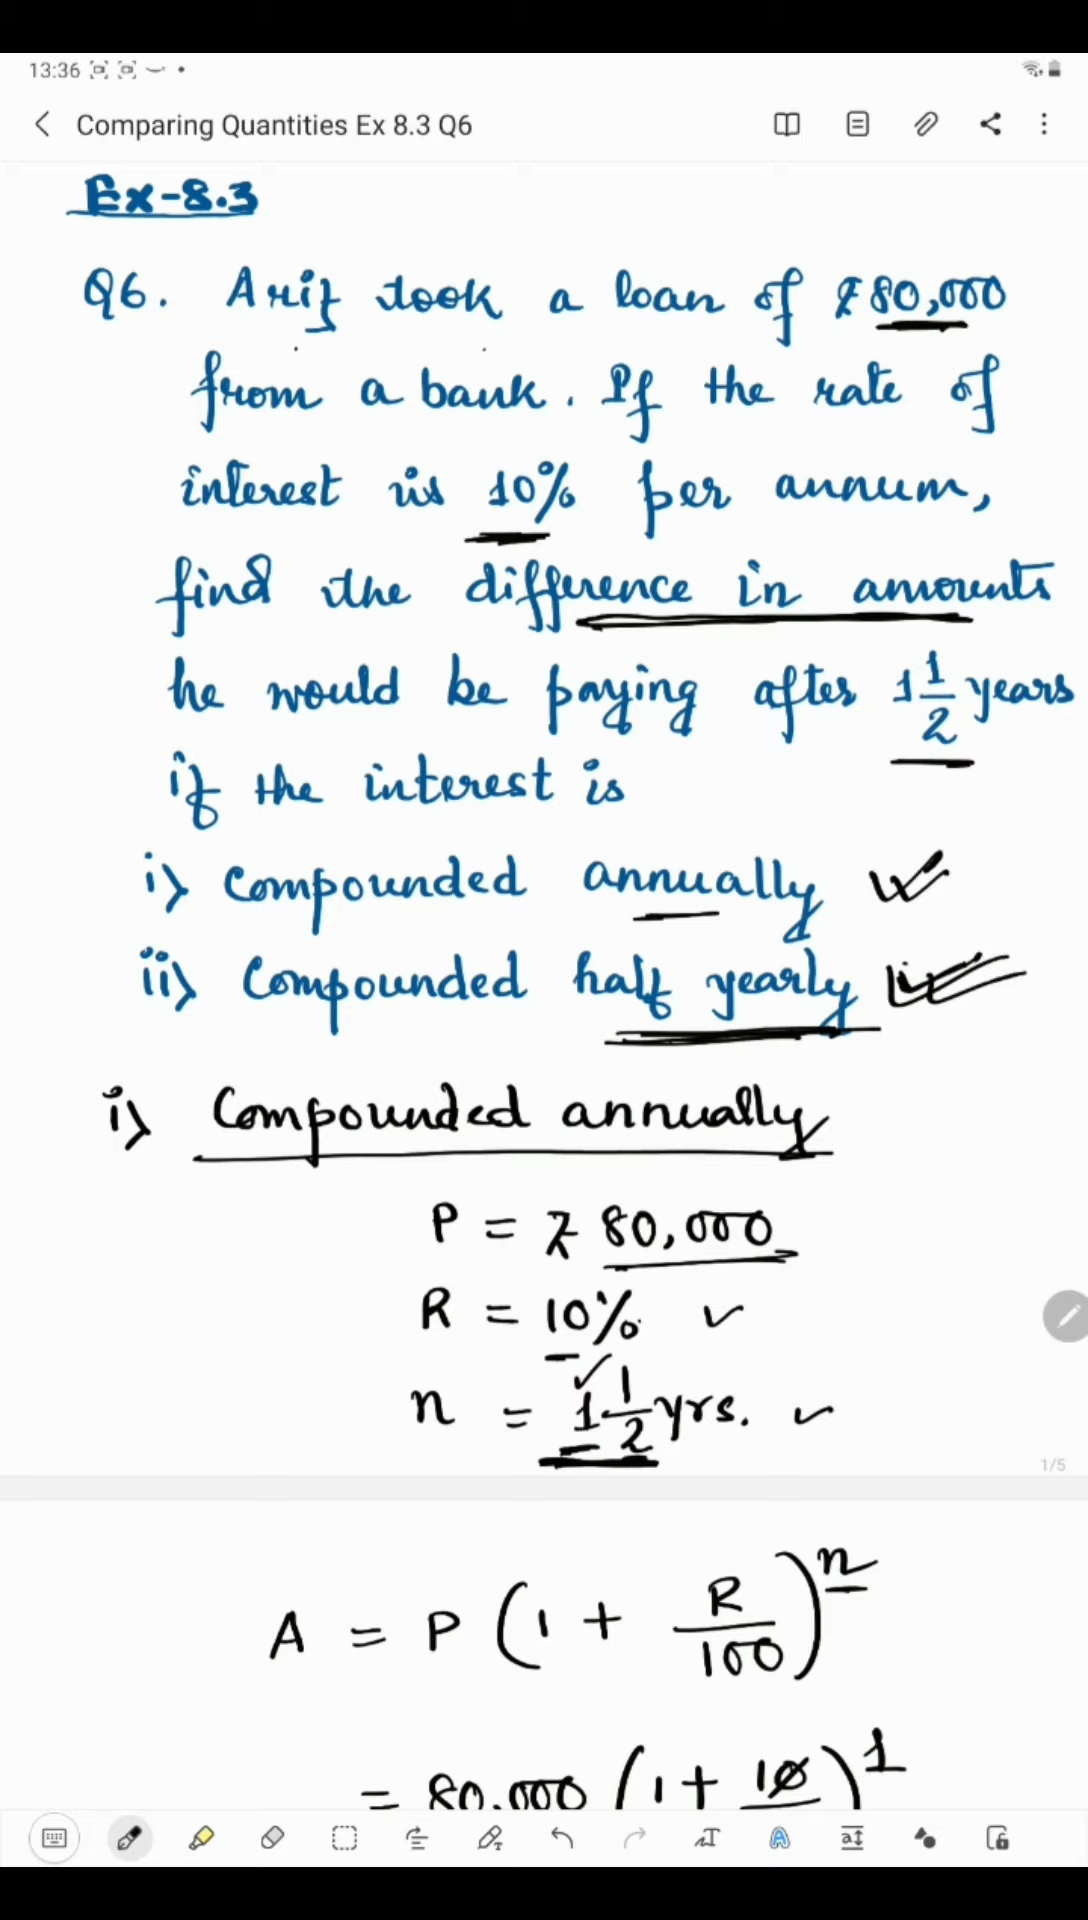 13:36
Comparing Quantities Ex 8.3 Q6
Ex-8.3
Q6. Arif took a loan of ₹80,000
from a bank. If the rate of
interest is 10% per annum,
find the difference in amounts
he would be paying after 1 1/2 years
if the interest is
i) Compounded annually
ii) Compounded half yearly
i) Compounded annually
P = ₹ 80,000
R = 10%
n = 1 1/2 yrs.
1/5
A = P (1 + R/100)^n
= 80,000 (1 + 10)^1